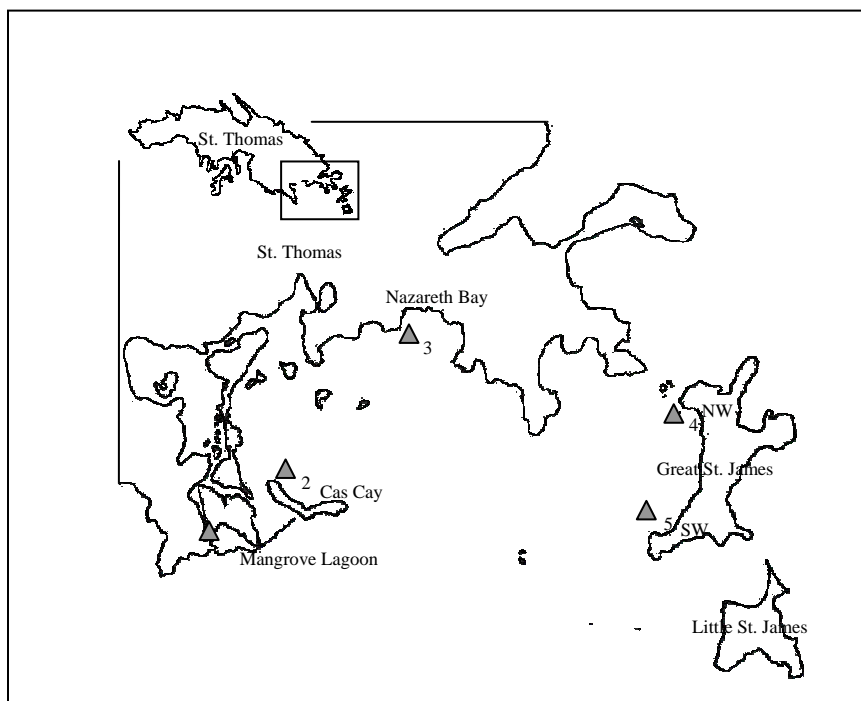 St. Thomas
St. Thomas
Nazareth Bay
3
NW
4
Great St. James
2
Cas Cay
5
SW
Mangrove Lagoon
Little St. James